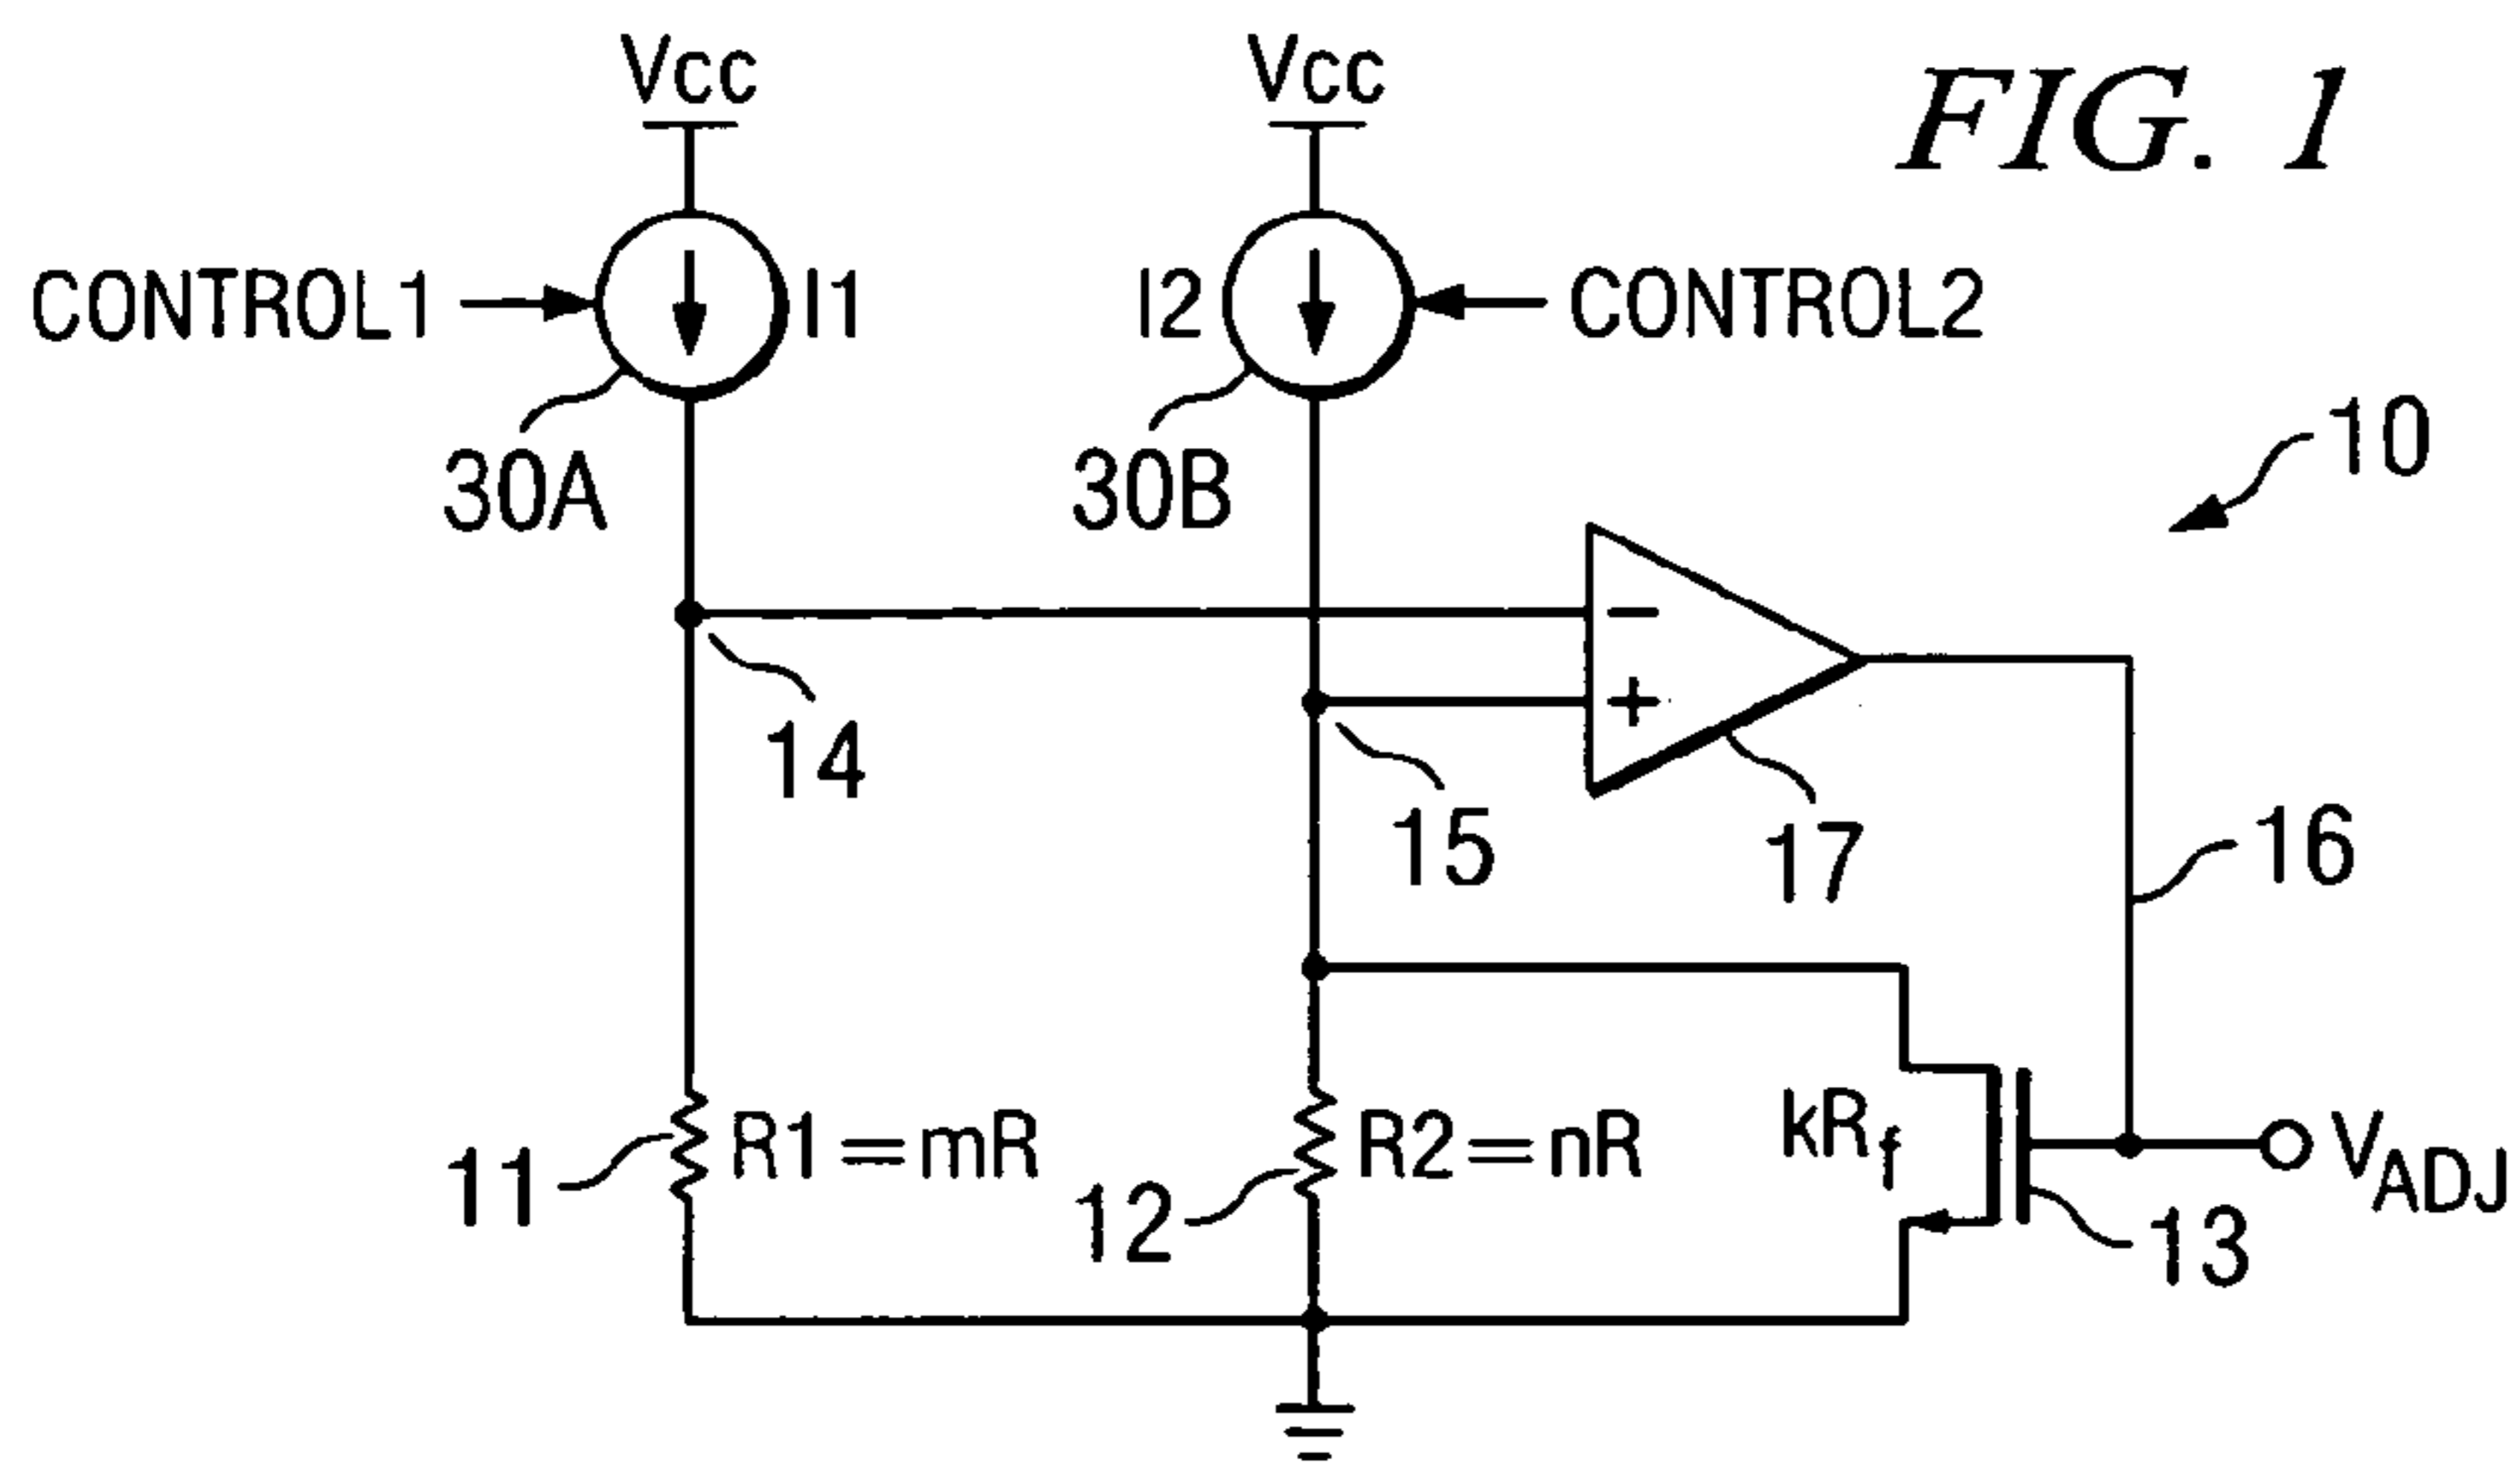 Vcc
Vcc
FIG. 1
CONTROL1
I1
I2
CONTROL2
30A
30B
10
−
+
14
15
17
16
11
R1=mR
12
R2=nR
kRf
VADJ
13